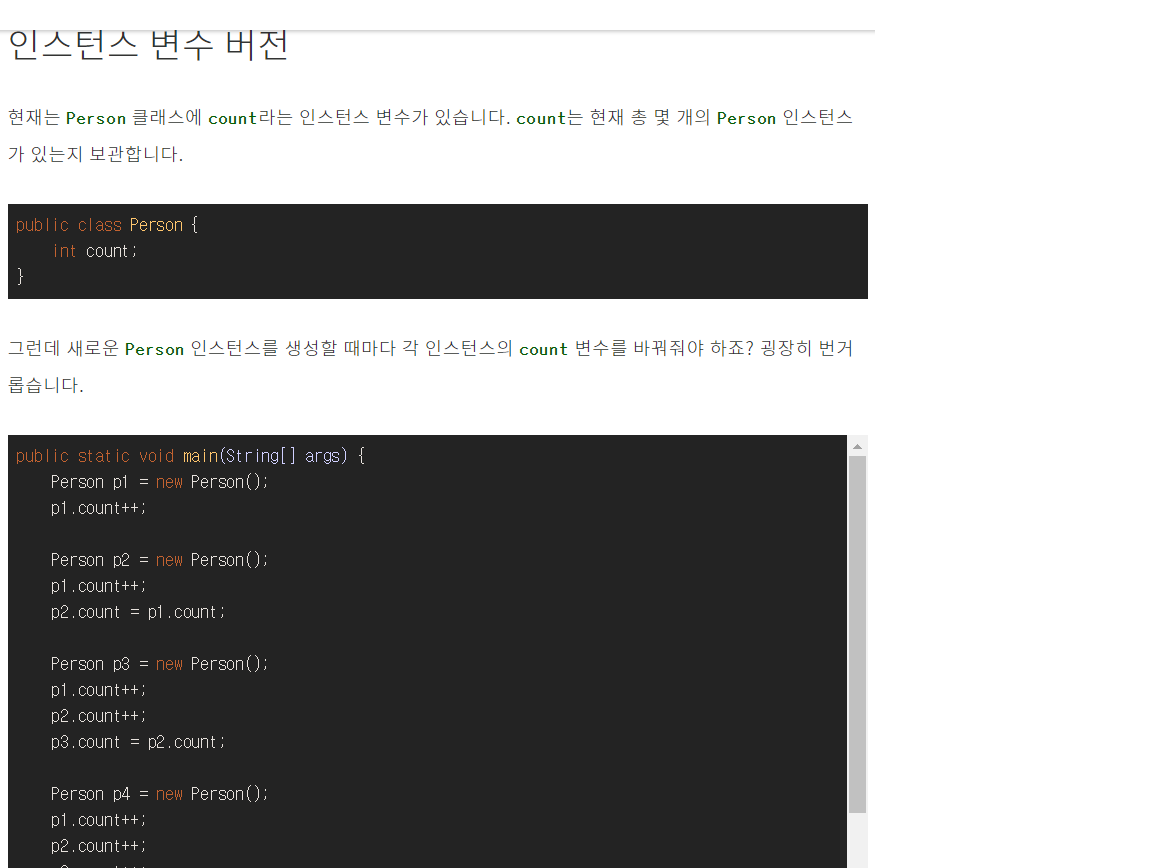 인스턴스 변수 버전
현재는 Person 클래스에 count라는 인스턴스 변수가 있습니다. count는 현재 총 몇 개의 Person 인스턴스
가 있는지 보관합니다.
public class Person {
    int count;
}
그런데 새로운 Person 인스턴스를 생성할 때마다 각 인스턴스의 count 변수를 바꿔줘야 하죠? 굉장히 번거
롭습니다.
public static void main(String[] args) {
    Person p1 = new Person();
    p1.count++;
    Person p2 = new Person();
    p1.count++;
    p2.count = p1.count;
    Person p3 = new Person();
    p1.count++;
    p2.count++;
    p3.count = p2.count;
    Person p4 = new Person();
    p1.count++;
    p2.count++;